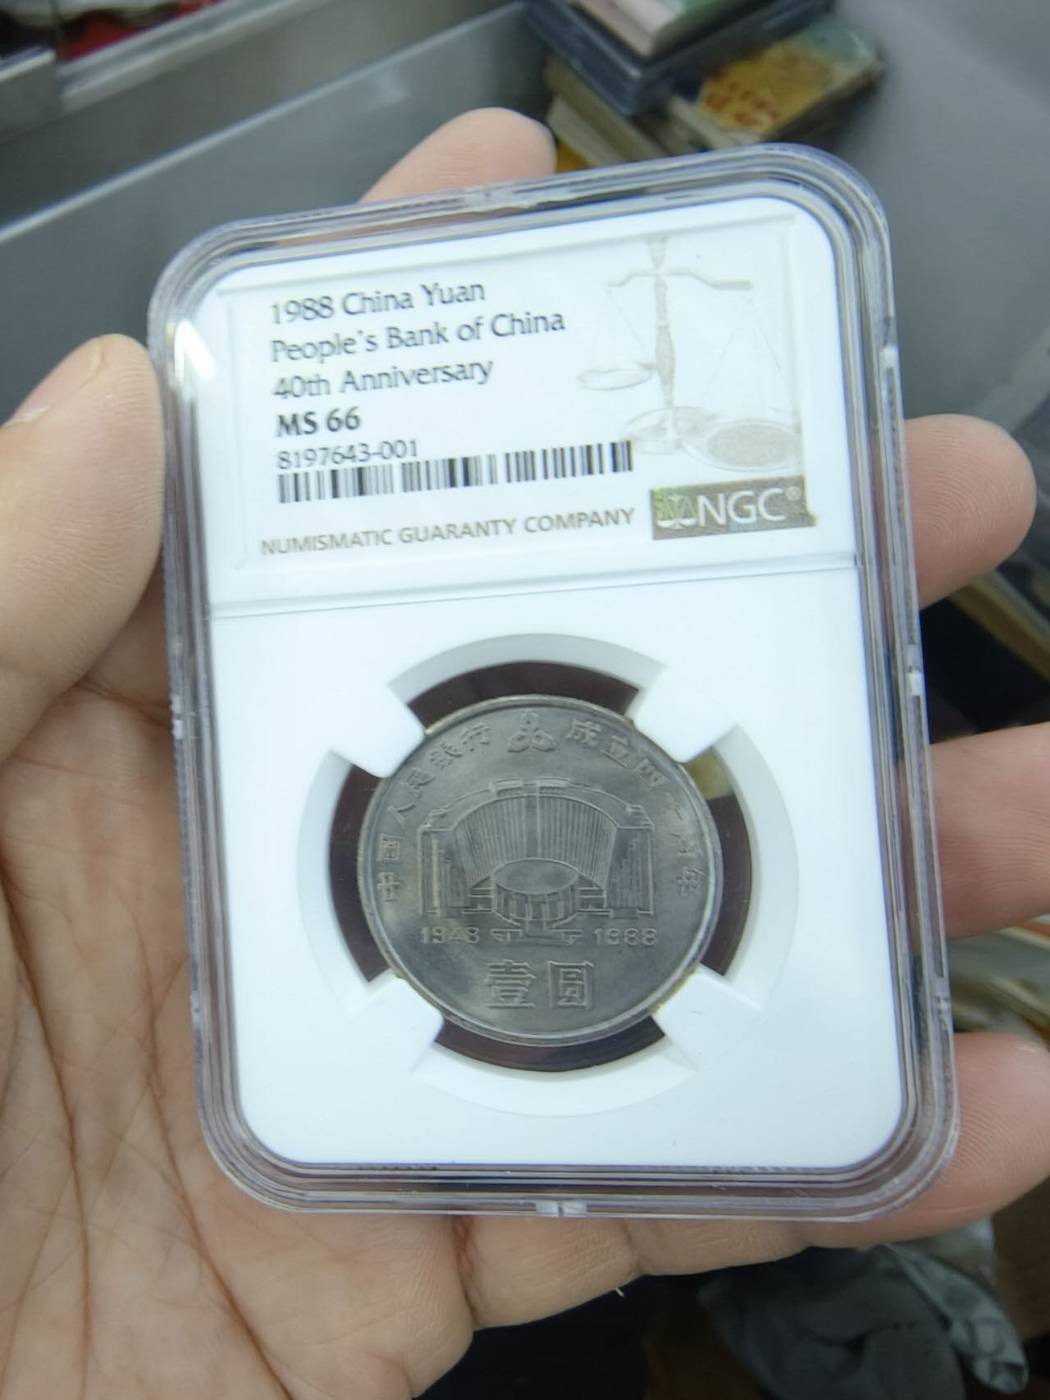 1988 China Yuan
People's Bank of China
40th Anniversary
MS 66
8197643-001
NUMISMATIC GUARANTY COMPANY
NGC®
中国人民银行 成立四十周年
1948 1988
壹圆